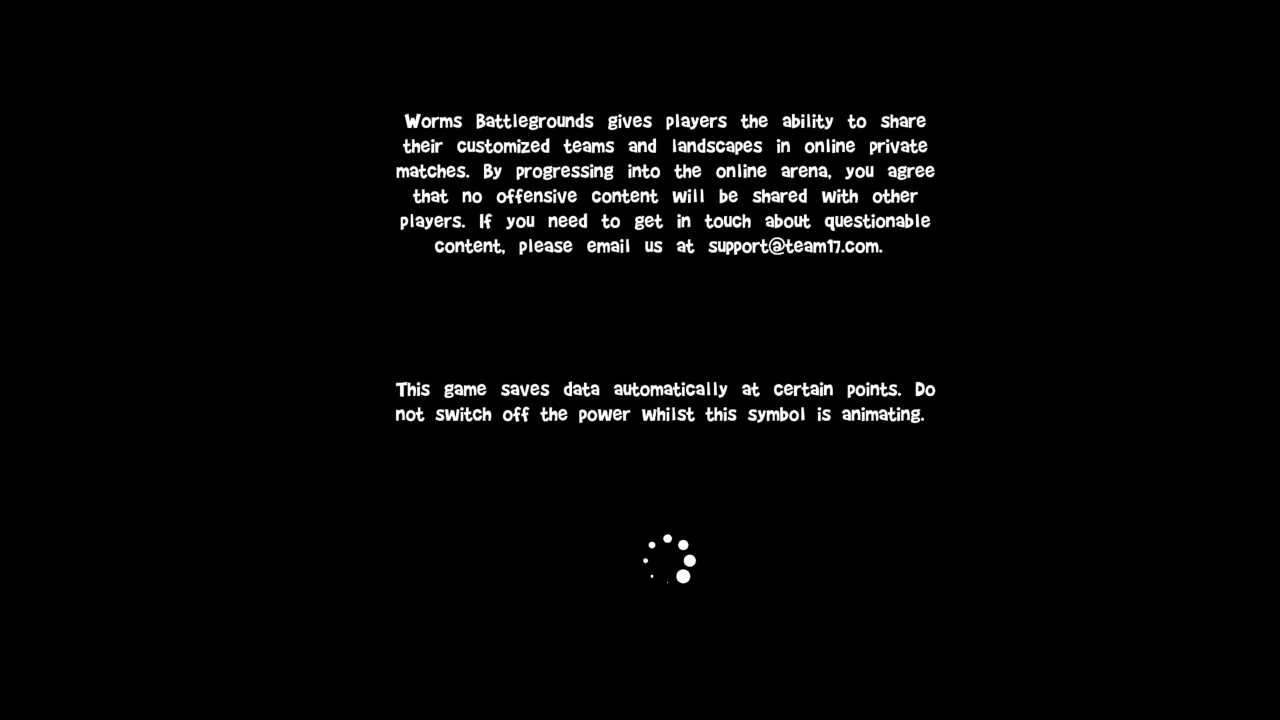 Worms Battlegrounds gives players the ability to share
their customized teams and landscapes in online private
matches. By progressing into the online arena, you agree
that no offensive content will be shared with other
players. If you need to get in touch about questionable
content, please email us at support@team17.com.
This game saves data automatically at certain points. Do
not switch off the power whilst this symbol is animating.